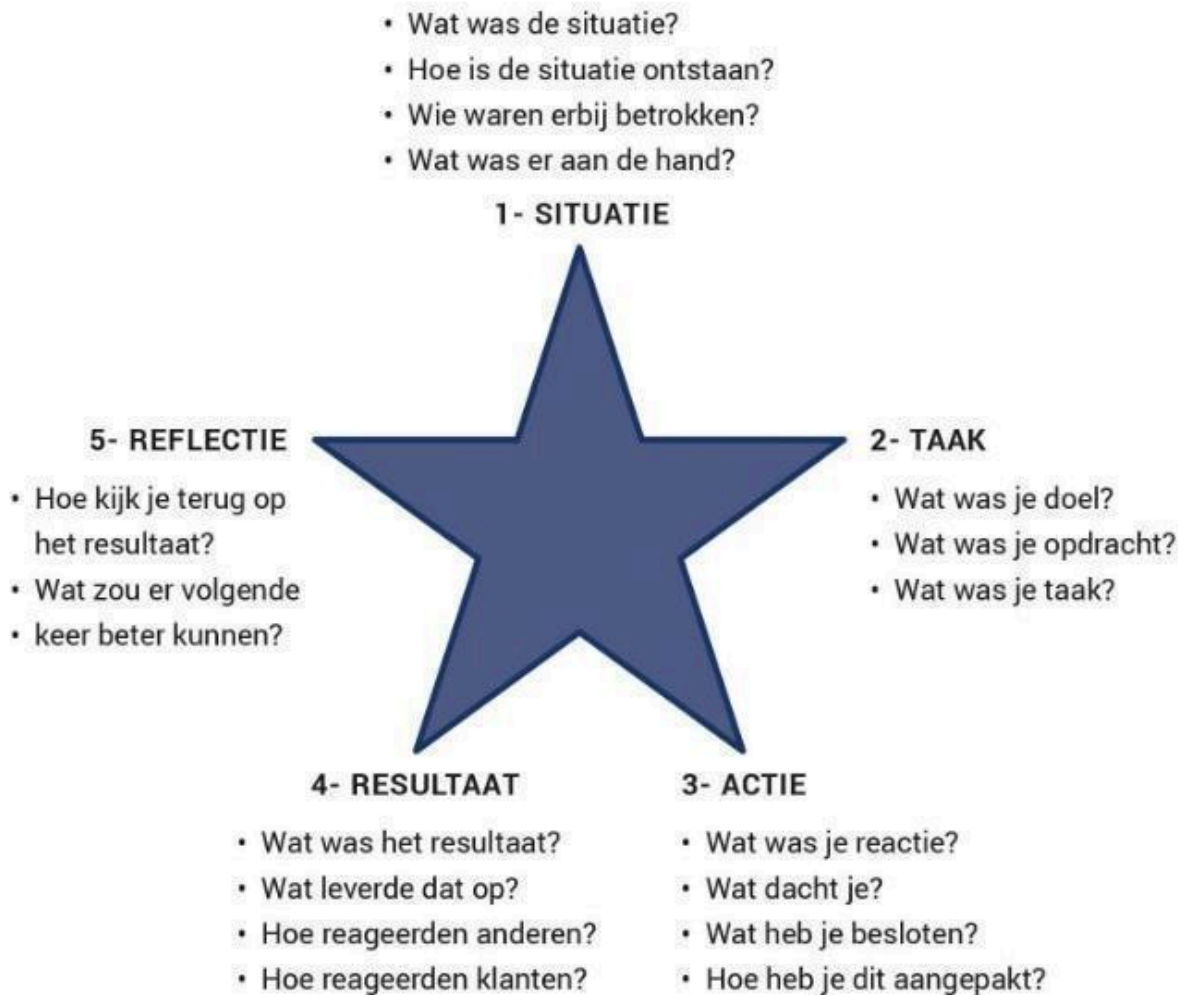 • Wat was de situatie?
• Hoe is de situatie ontstaan?
• Wie waren erbij betrokken?
• Wat was er aan de hand?
1- SITUATIE
2- TAAK
• Wat was je doel?
• Wat was je opdracht?
• Wat was je taak?
3- ACTIE
• Wat was je reactie?
• Wat dacht je?
• Wat heb je besloten?
• Hoe heb je dit aangepakt?
4- RESULTAAT
• Wat was het resultaat?
• Wat leverde dat op?
• Hoe reageerden anderen?
• Hoe reageerden klanten?
5- REFLECTIE
• Hoe kijk je terug op
het resultaat?
• Wat zou er volgende
• keer beter kunnen?